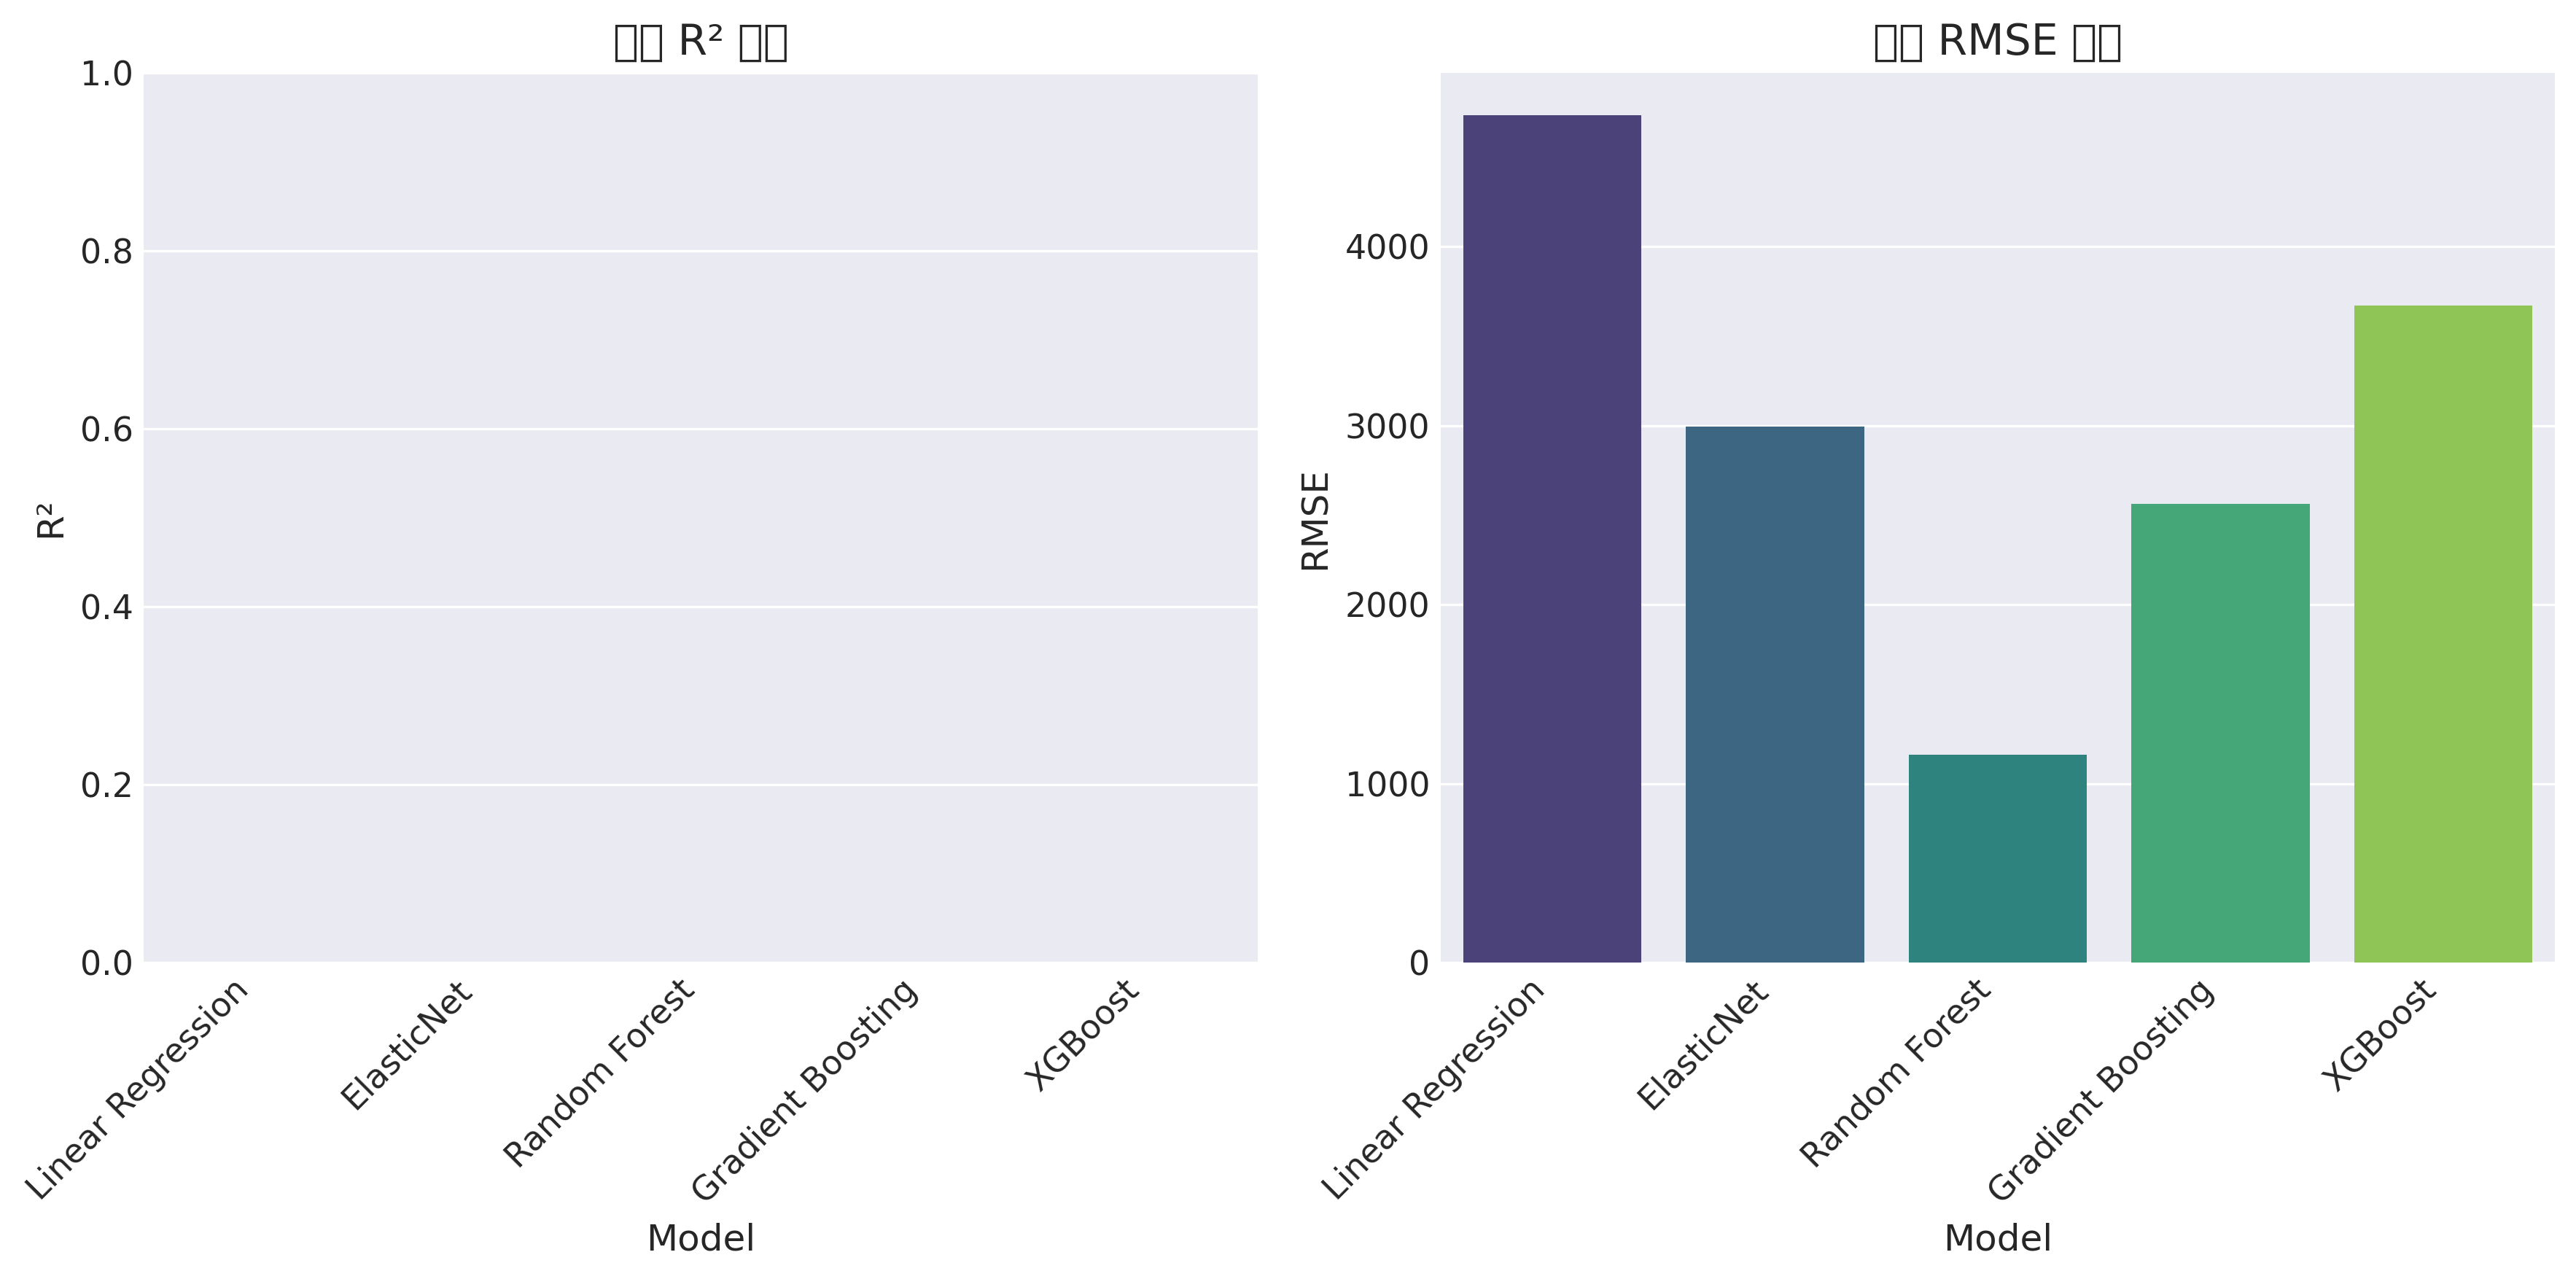 R²
1.0
0.8
0.6
0.4
0.2
0.0
R²
Linear Regression
ElasticNet
Random Forest
Gradient Boosting
XGBoost
Model
RMSE
4000
3000
2000
1000
0
RMSE
Linear Regression
ElasticNet
Random Forest
Gradient Boosting
XGBoost
Model